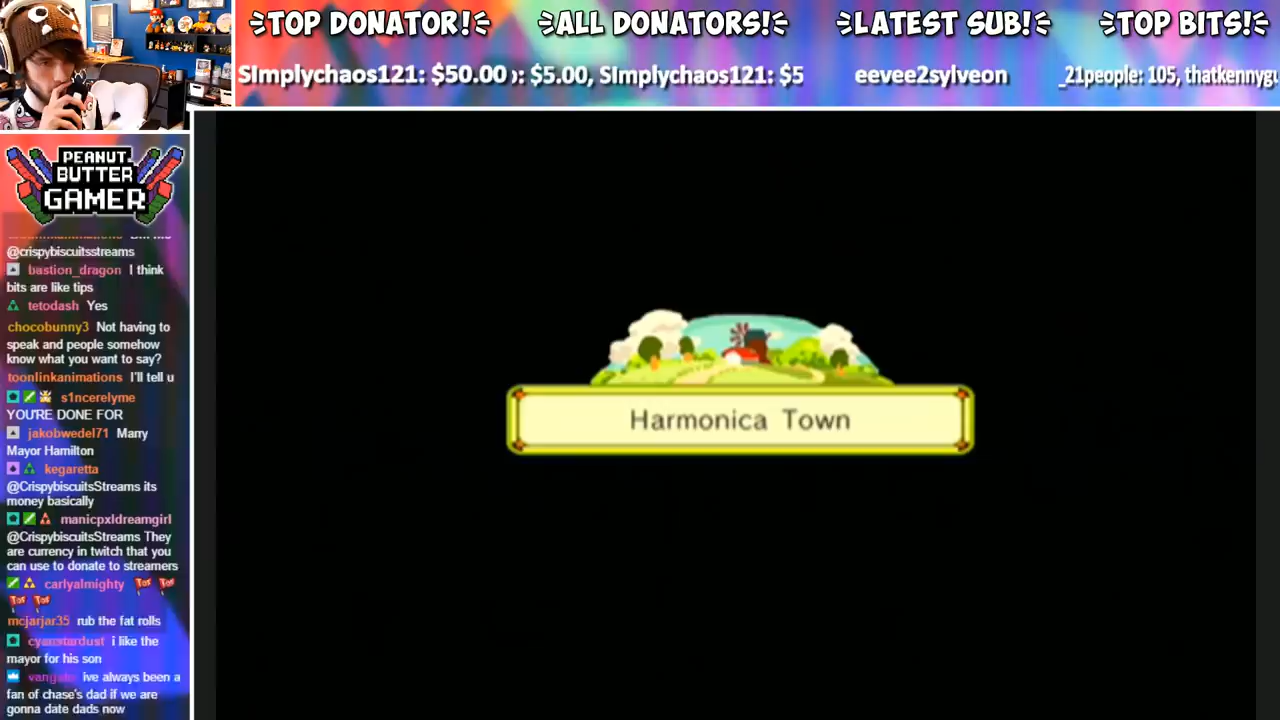 TOP DONATOR!
ALL DONATORS!
LATEST SUB!
TOP BITS!
SImplychaos121: $50.00
): $5.00, SImplychaos121: $5
eevee2sylveon
_21people: 105, thatkennygu
PEANUT
BUTTER
GAMER
@crispybiscuitsstreams
bastion_dragon I think
bits are like tips
tetodash Yes
chocobunny3 Not having to
speak and people somehow
know what you want to say?
toonlinkanimations I'll tell u
s1ncerelyme
YOU'RE DONE FOR
jakobwedel71 Marry
Mayor Hamilton
kegaretta
@CrispybiscuitsStreams its
money basically
manicpxldreamgirl
@CrispybiscuitsStreams They
are currency in twitch that you
can use to donate to streamers
carlyalmighty
mcjarjar35 rub the fat rolls
i like the
mayor for his son
ive always been a
fan of chase's dad if we are
gonna date dads now
Harmonica Town